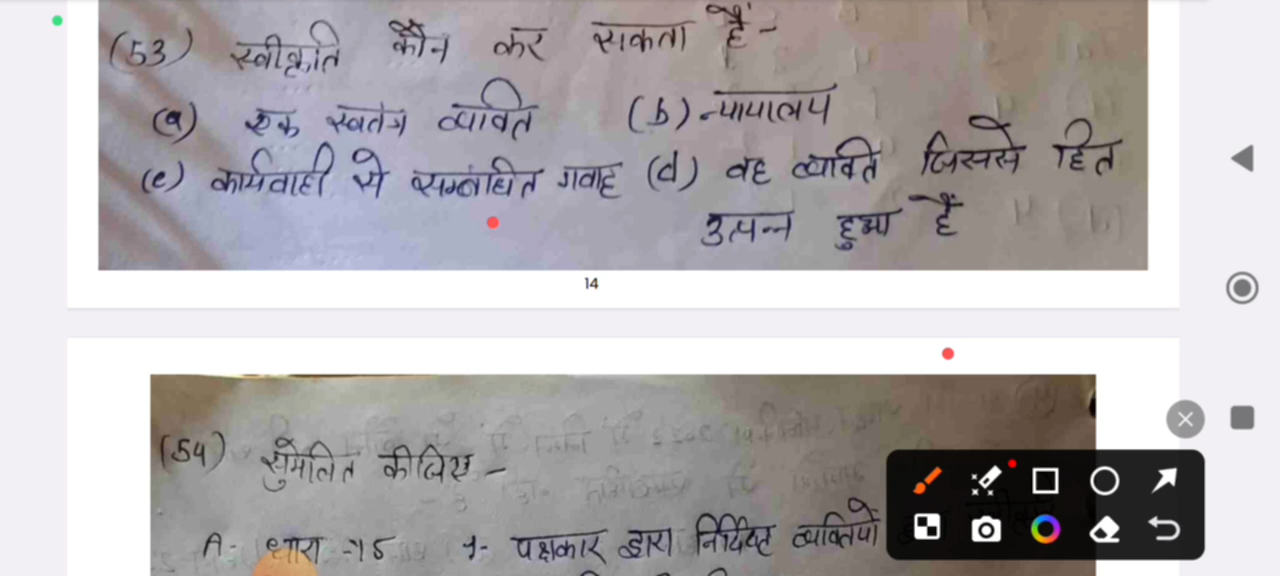 (53) स्वीकृति कौन कर सकता है -
(a) एक स्वतंत्र व्यक्ति (b) न्यायालय
(c) कार्यवाही से सम्बंधित गवाह (d) वह व्यक्ति जिससे हित
उत्पन्न हुआ है
14
(54) सुमेलित कीजिए -
A- धारा -15 1- पक्षकार द्वारा निर्दिष्ट व्यक्तियों